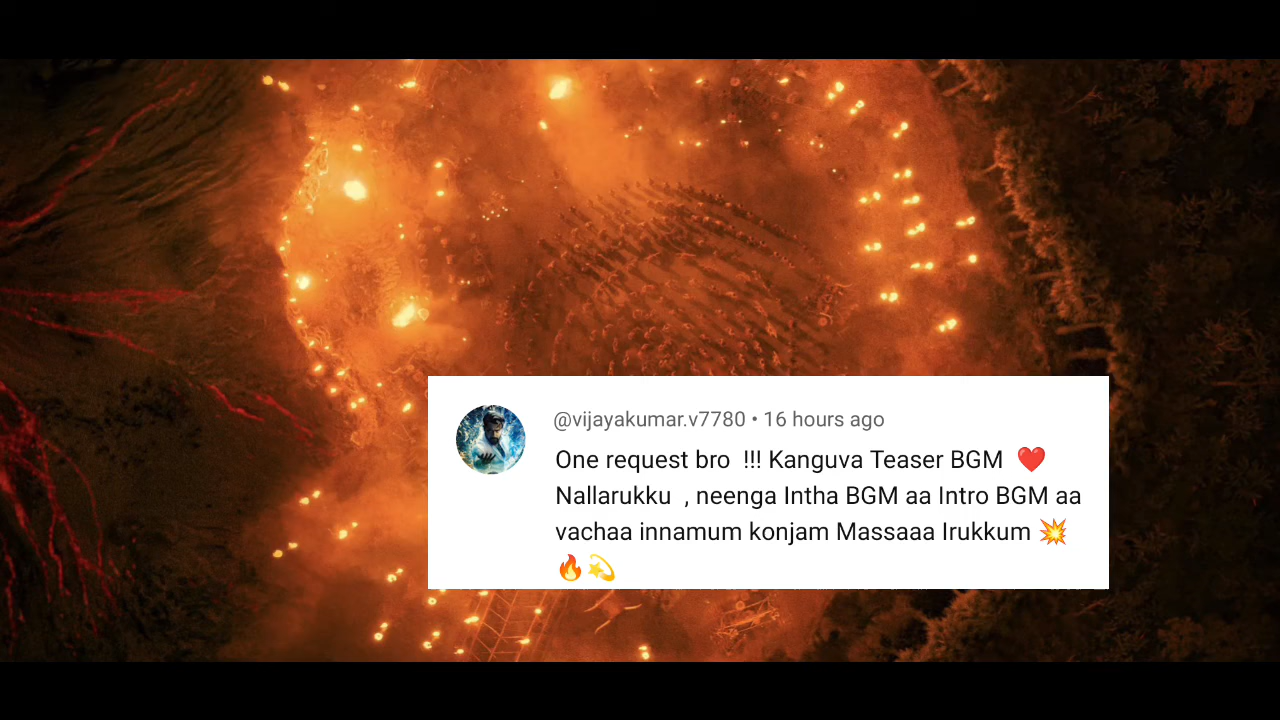 @vijayakumar.v7780 • 16 hours ago
One request bro  !!! Kanguva Teaser BGM  ❤️
Nallarukku  , neenga Intha BGM aa Intro BGM aa
vachaa innamum konjam Massaaa Irukkum 💥
🔥💫